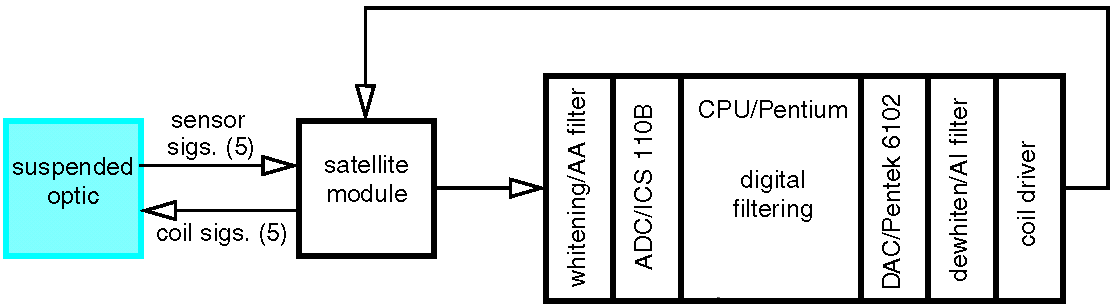 suspended
optic
sensor
sigs. (5)
coil sigs. (5)
satellite
module
whitening/AA filter
ADC/ICS 110B
CPU/Pentium
digital
filtering
DAC/Pentek 6102
dewhiten/AI filter
coil driver